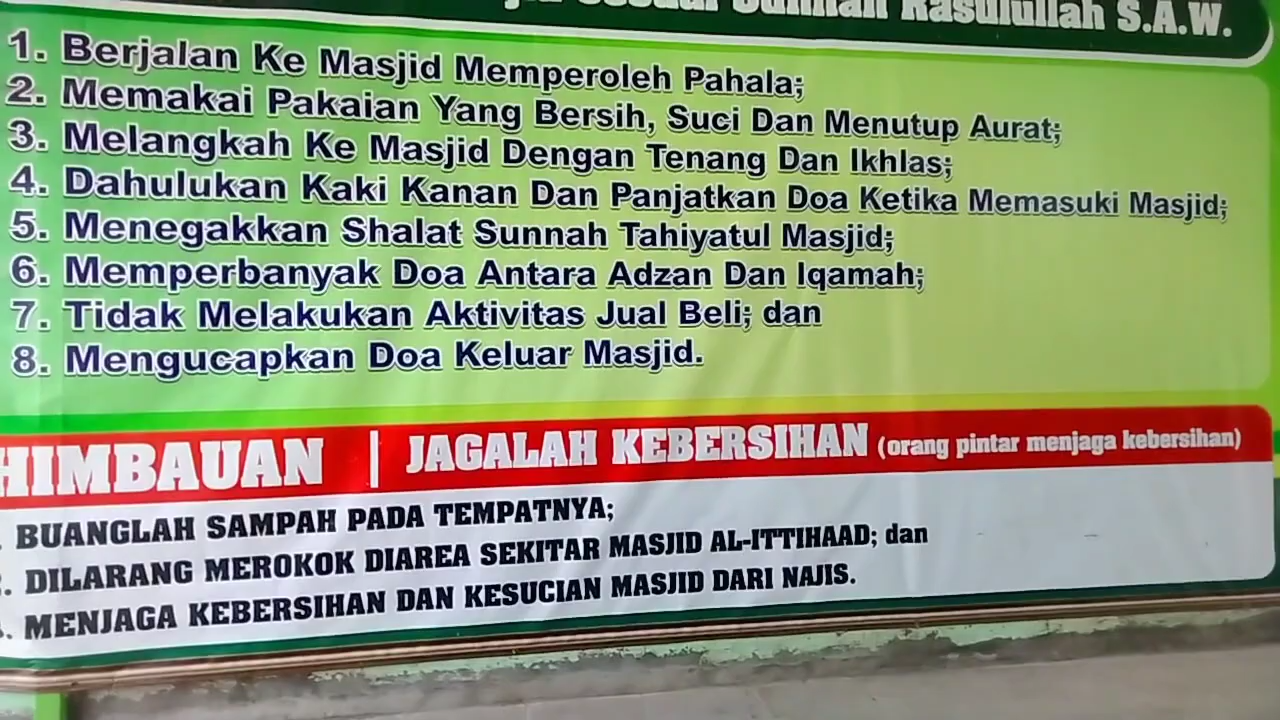 Sunnah Rasulullah S.A.W.
1. Berjalan Ke Masjid Memperoleh Pahala;
2. Memakai Pakaian Yang Bersih, Suci Dan Menutup Aurat;
3. Melangkah Ke Masjid Dengan Tenang Dan Ikhlas;
4. Dahulukan Kaki Kanan Dan Panjatkan Doa Ketika Memasuki Masjid;
5. Menegakkan Shalat Sunnah Tahiyatul Masjid;
6. Memperbanyak Doa Antara Adzan Dan Iqamah;
7. Tidak Melakukan Aktivitas Jual Beli; dan
8. Mengucapkan Doa Keluar Masjid.
HIMBAUAN | JAGALAH KEBERSIHAN (orang pintar menjaga kebersihan)
. BUANGLAH SAMPAH PADA TEMPATNYA;
. DILARANG MEROKOK DIAREA SEKITAR MASJID AL-ITTIHAAD; dan
. MENJAGA KEBERSIHAN DAN KESUCIAN MASJID DARI NAJIS.